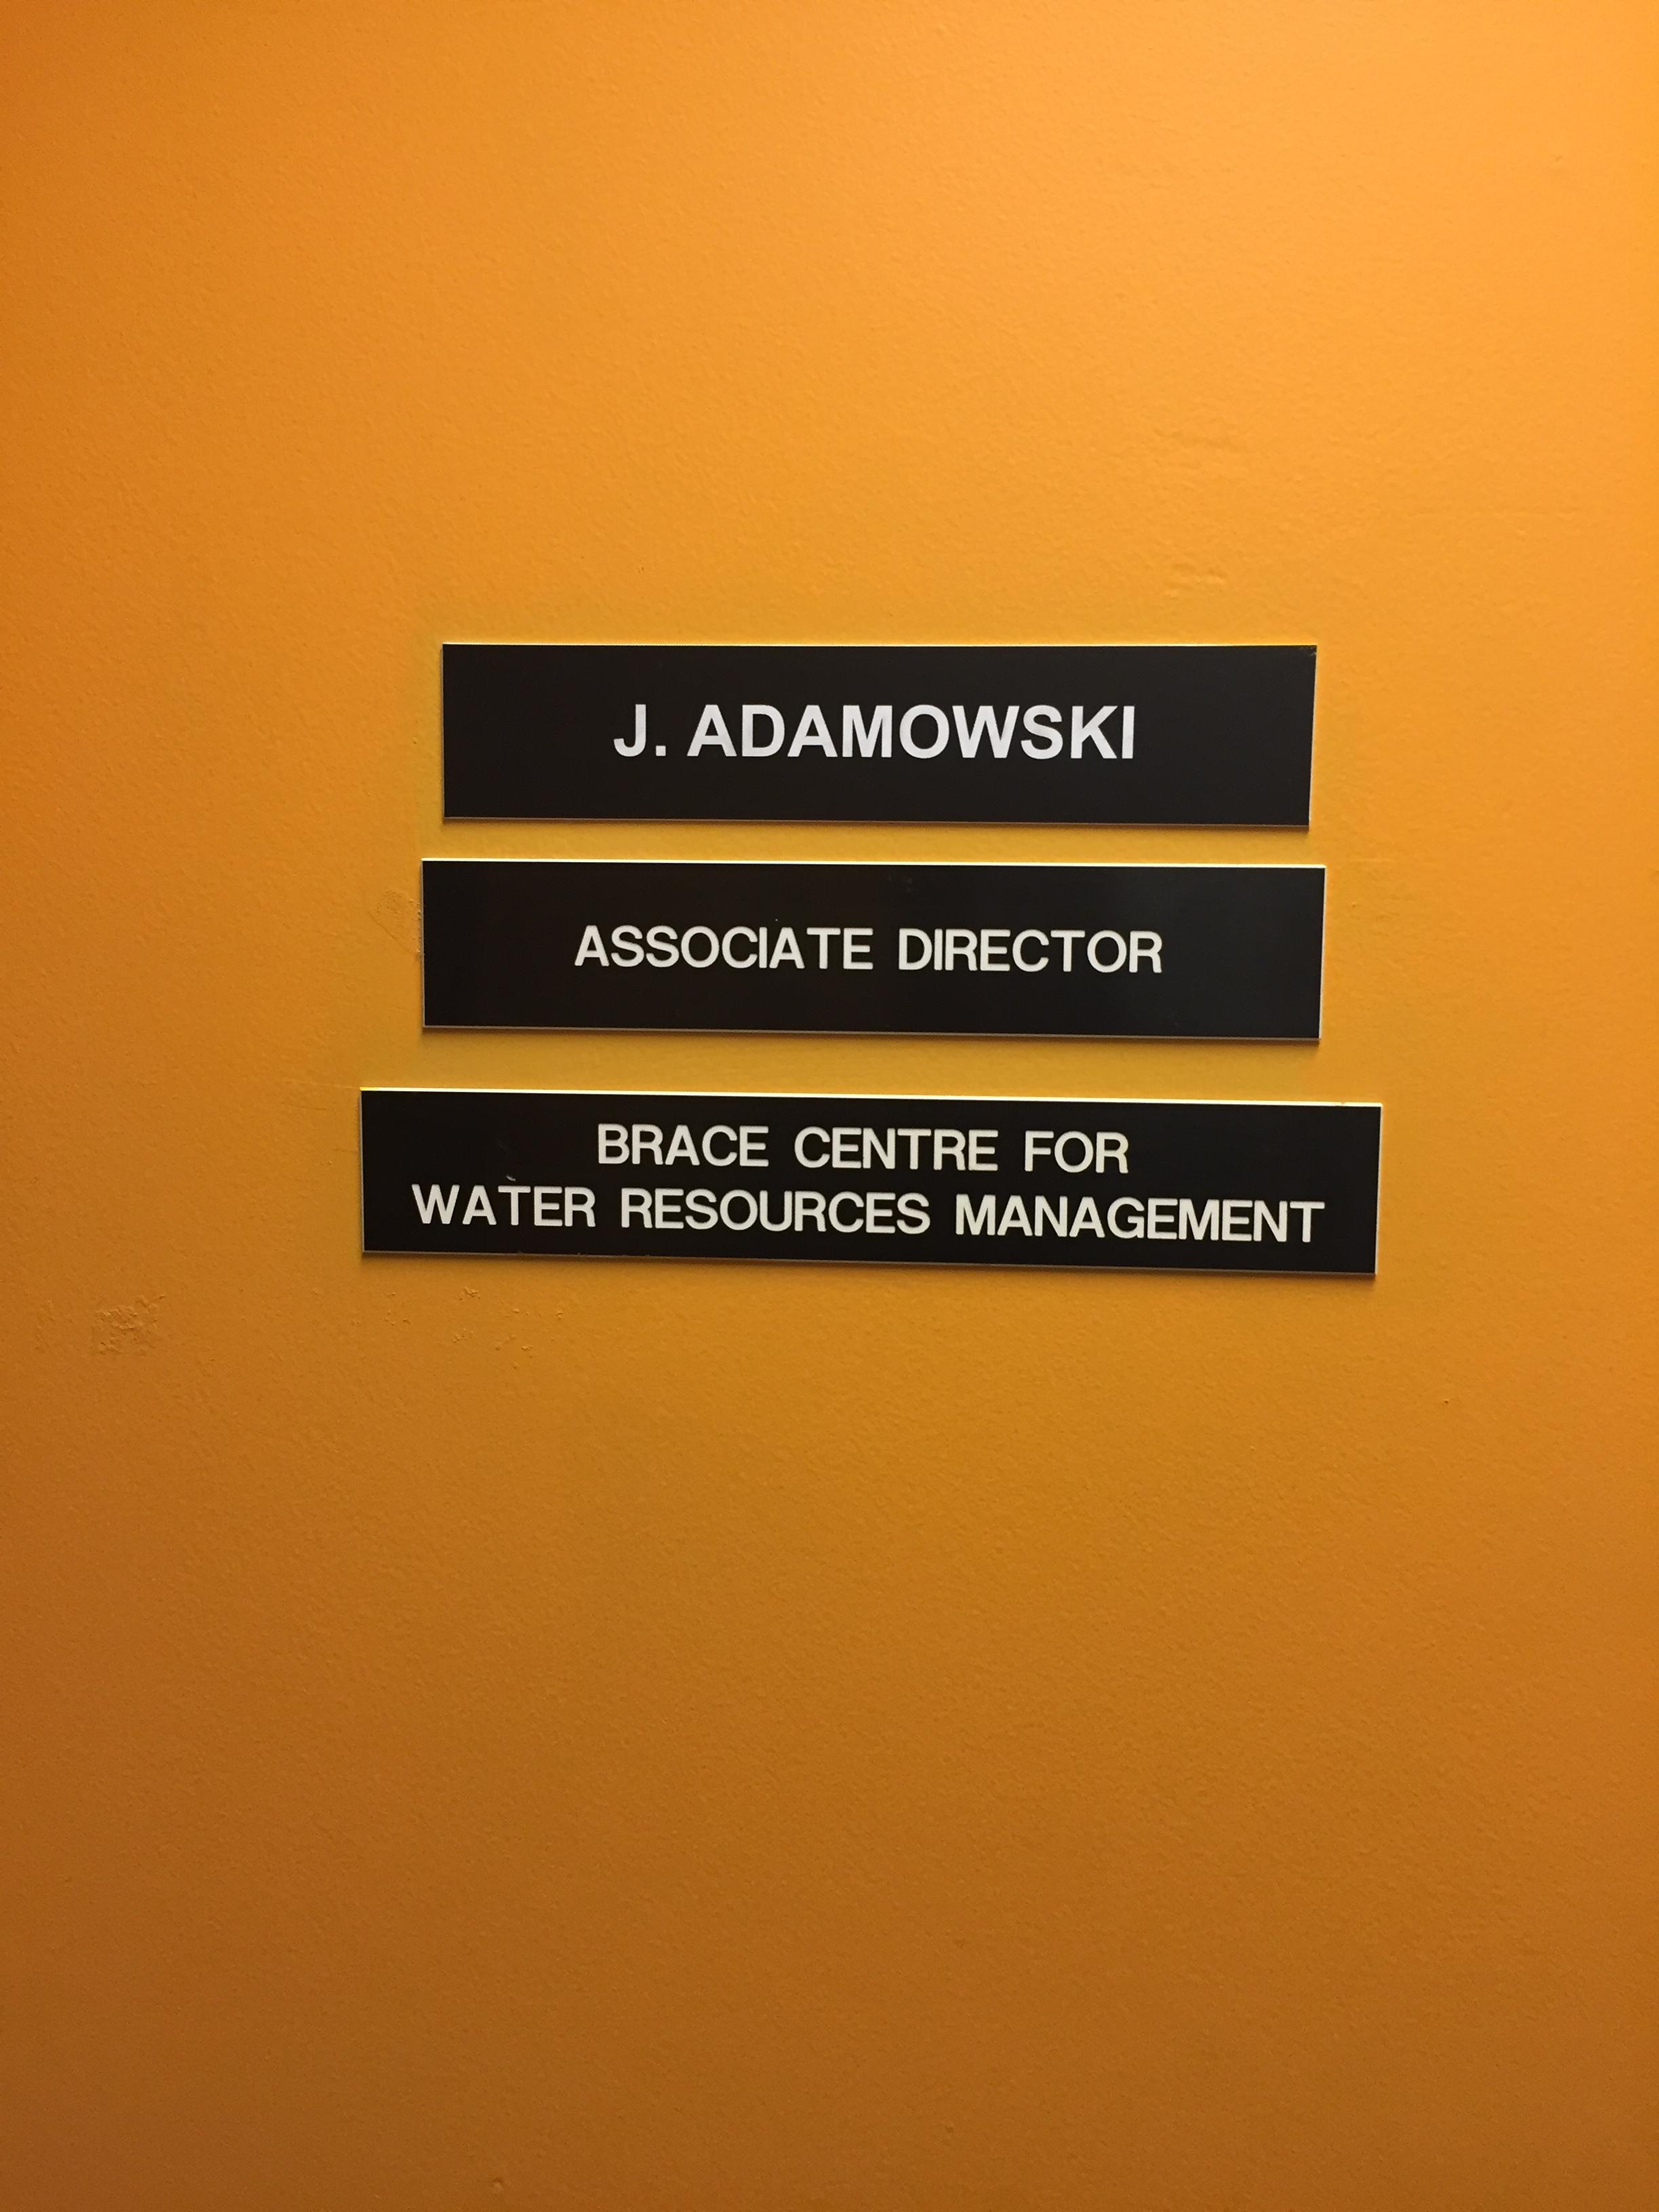 J. ADAMOWSKI
ASSOCIATE DIRECTOR
BRACE CENTRE FOR
WATER RESOURCES MANAGEMENT